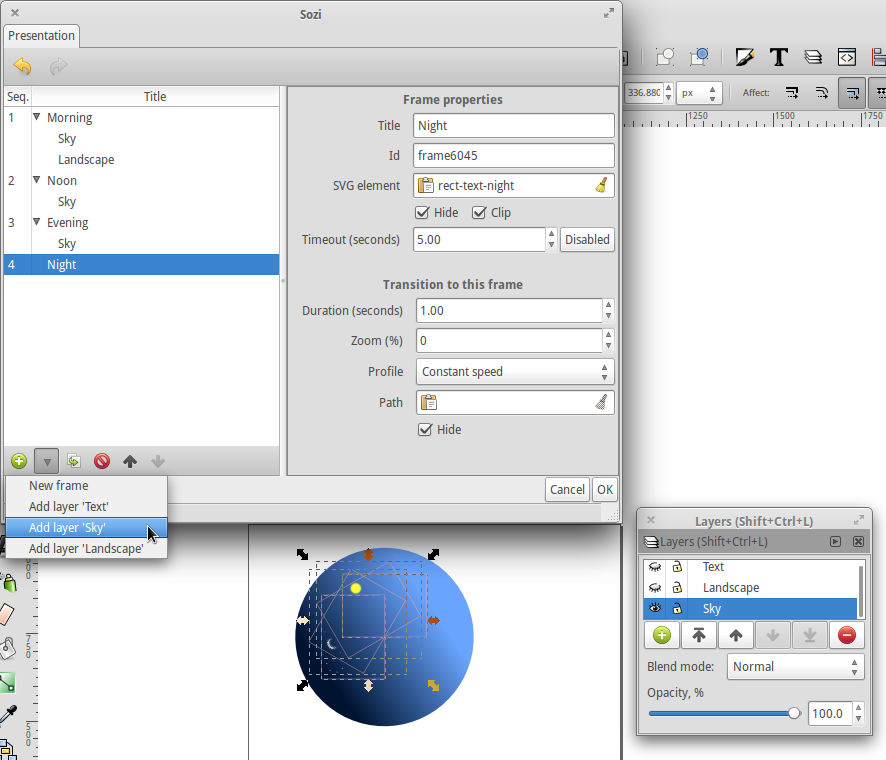 Sozi
Presentation
Seq. Title
1 Morning
Sky
Landscape
2 Noon
Sky
3 Evening
Sky
4 Night
Frame properties
Title Night
Id frame6045
SVG element rect-text-night
Hide Clip
Timeout (seconds) 5.00 Disabled
Transition to this frame
Duration (seconds) 1.00
Zoom (%) 0
Profile Constant speed
Path
Hide
Cancel OK
New frame
Add layer 'Text'
Add layer 'Sky'
Add layer 'Landscape'
336.880 px Affect:
1250 1500 1750
750
500
Layers (Shift+Ctrl+L)
Layers (Shift+Ctrl+L)
Text
Landscape
Sky
Blend mode: Normal
Opacity, %
100.0